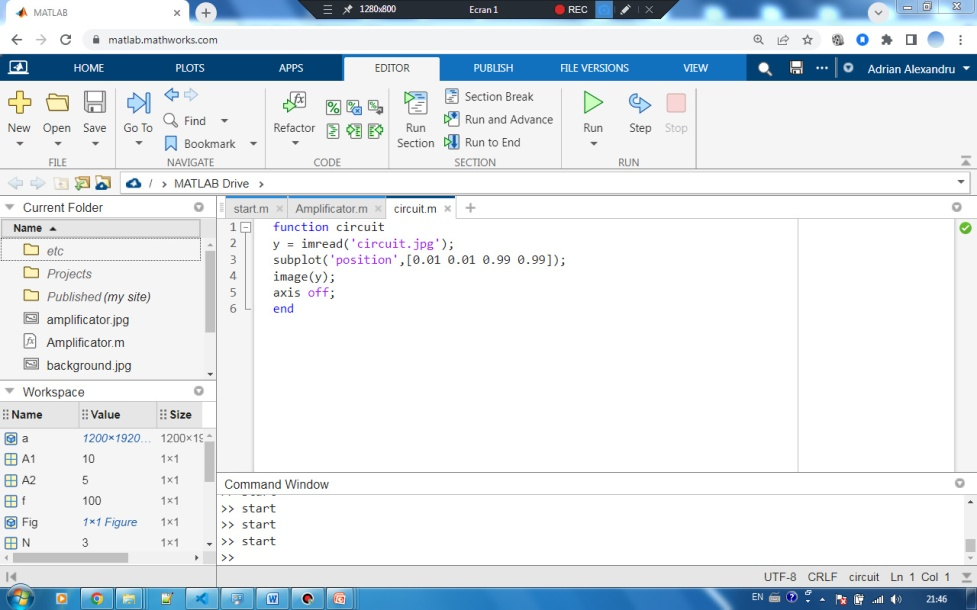 MATLAB
1280x800
Ecran 1
REC
matlab.mathworks.com
HOME
PLOTS
APPS
EDITOR
PUBLISH
FILE VERSIONS
VIEW
Adrian Alexandru
New
Open
Save
FILE
Go To
Find
Bookmark
NAVIGATE
Refactor
CODE
Run
Section
Section Break
Run and Advance
Run to End
SECTION
Run
Step
Stop
RUN
/ > MATLAB Drive >
Current Folder
Name
etc
Projects
Published (my site)
amplificator.jpg
Amplificator.m
background.jpg
Workspace
Name Value Size
a 1200×1920... 1200×19
A1 10 1×1
A2 5 1×1
f 100 1×1
Fig 1×1 Figure 1×1
N 3 1×1
start.m × Amplificator.m × circuit.m × +
1 function circuit
2 y = imread('circuit.jpg');
3 subplot('position',[0.01 0.01 0.99 0.99]);
4 image(y);
5 axis off;
6 end
Command Window
>> start
>> start
>> start
>> start
>>
UTF-8 CRLF circuit Ln 1 Col 1
EN
21:46